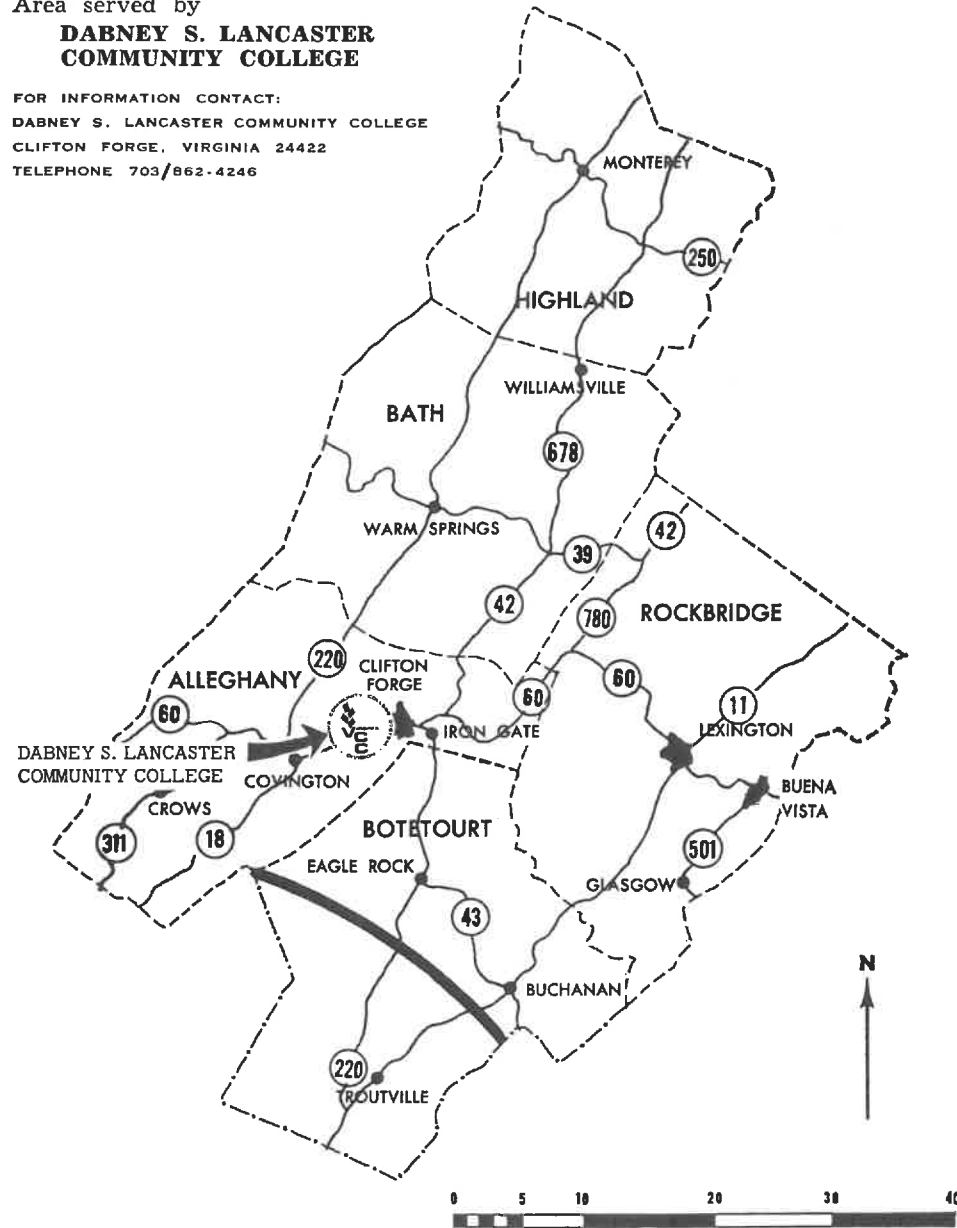 Area served by
DABNEY S. LANCASTER
COMMUNITY COLLEGE
FOR INFORMATION CONTACT:
DABNEY S. LANCASTER COMMUNITY COLLEGE
CLIFTON FORGE, VIRGINIA 24422
TELEPHONE 703/862-4246
MONTEREY
250
HIGHLAND
WILLIAMSVILLE
BATH
678
WARM SPRINGS
39
42
42
780
ROCKBRIDGE
220
CLIFTON
FORGE
ALLEGHANY
60
60
60
11
LEXINGTON
IRON GATE
DABNEY S. LANCASTER
COMMUNITY COLLEGE
COVINGTON
CROWS
BUENA
VISTA
311
18
BOTETOURT
501
EAGLE ROCK
GLASGOW
43
BUCHANAN
N
220
TROUTVILLE
0 5 10 20 30 40